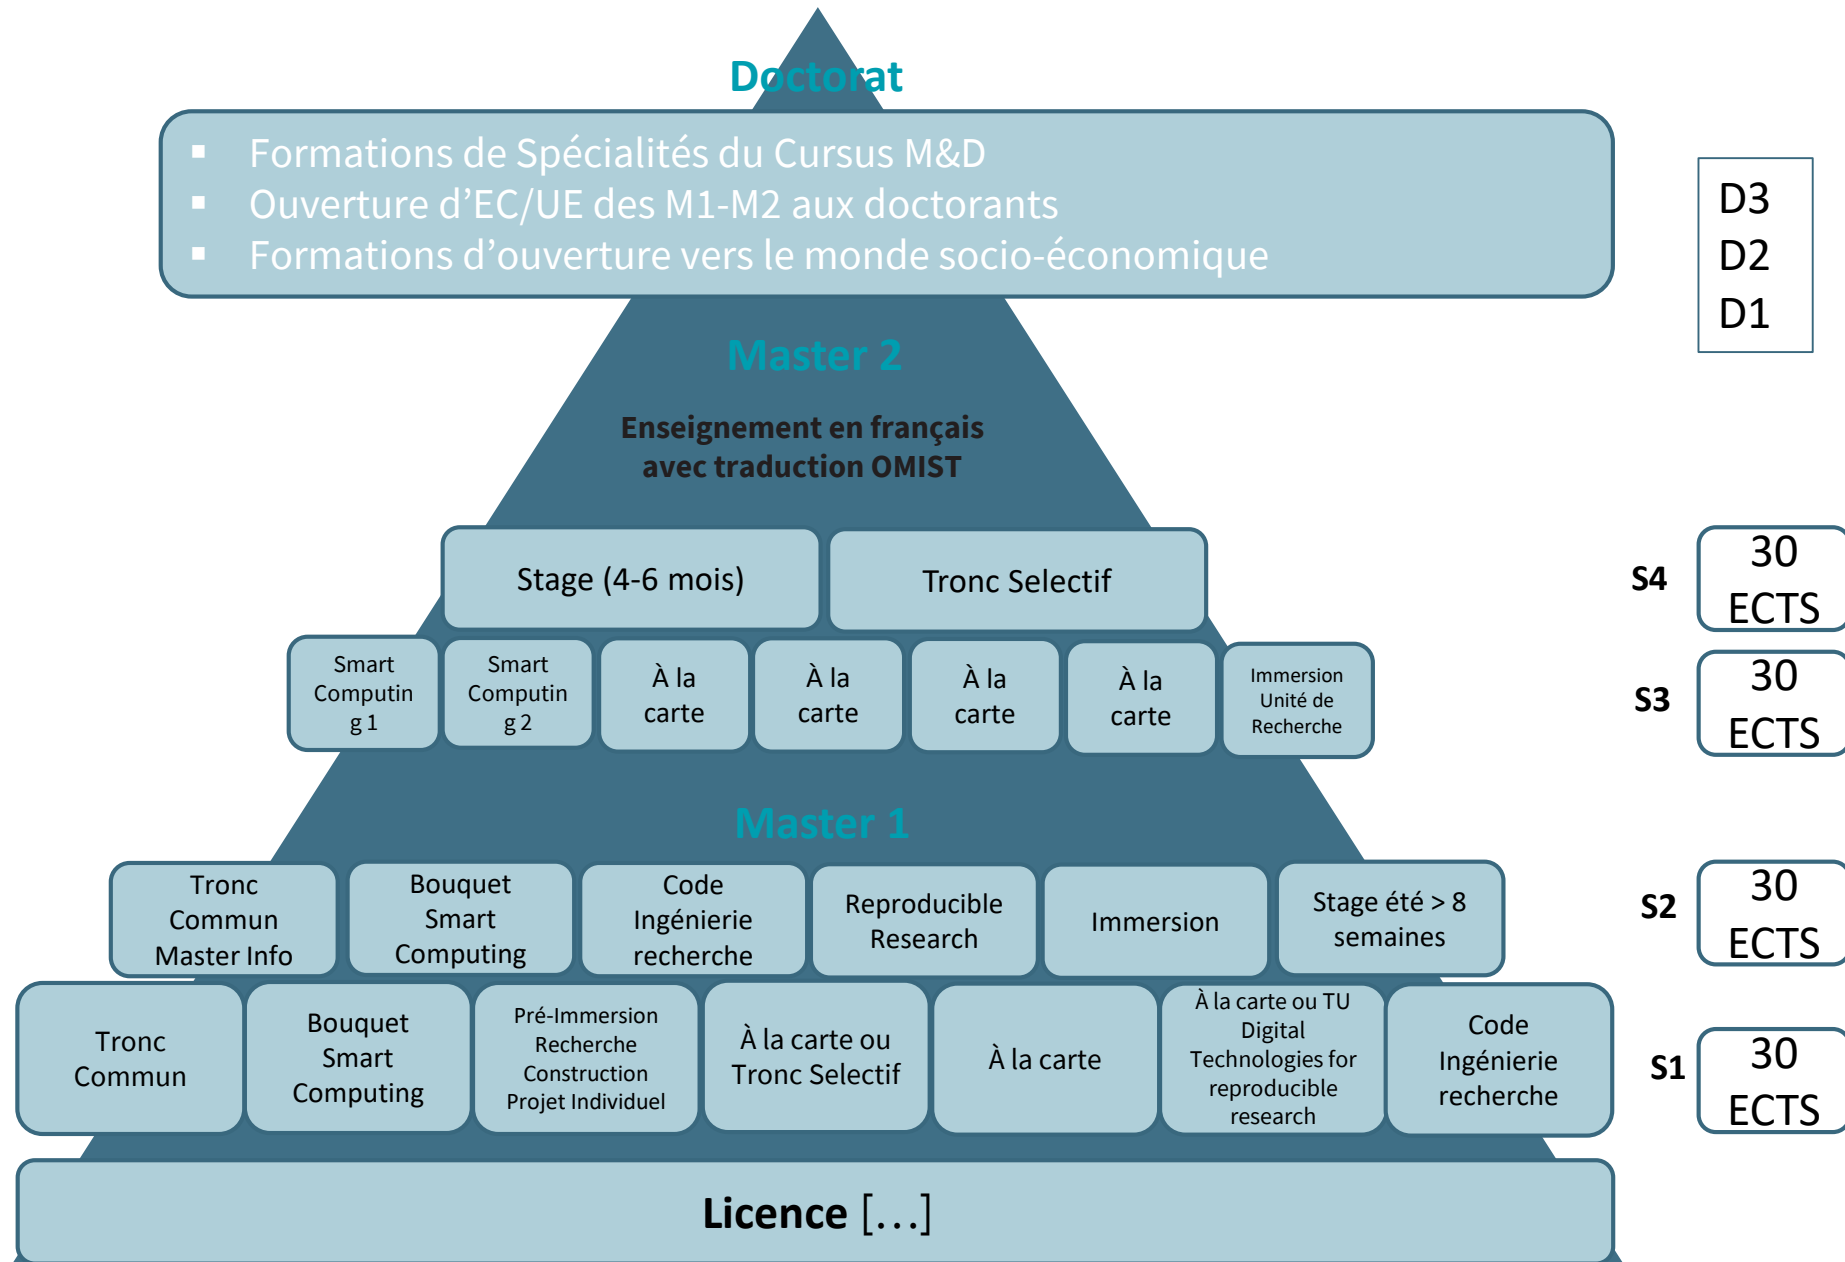 Doctorat
▪ Formations de Spécialités du Cursus M&D
▪ Ouverture d’EC/UE des M1-M2 aux doctorants
▪ Formations d’ouverture vers le monde socio-économique
D3
D2
D1
Master 2
Enseignement en français
avec traduction OMIST
Stage (4-6 mois)
Tronc Selectif
S4
30
ECTS
Smart
Computin
g 1
Smart
Computin
g 2
À la
carte
À la
carte
À la
carte
À la
carte
Immersion
Unité de
Recherche
S3
30
ECTS
Master 1
Tronc
Commun
Master Info
Bouquet
Smart
Computing
Code
Ingénierie
recherche
Reproducible
Research
Immersion
Stage été > 8
semaines
S2
30
ECTS
Tronc
Commun
Bouquet
Smart
Computing
Pré-Immersion
Recherche
Construction
Projet Individuel
À la carte ou
Tronc Selectif
À la carte
À la carte ou TU
Digital
Technologies for
reproducible
research
Code
Ingénierie
recherche
S1
30
ECTS
Licence […]